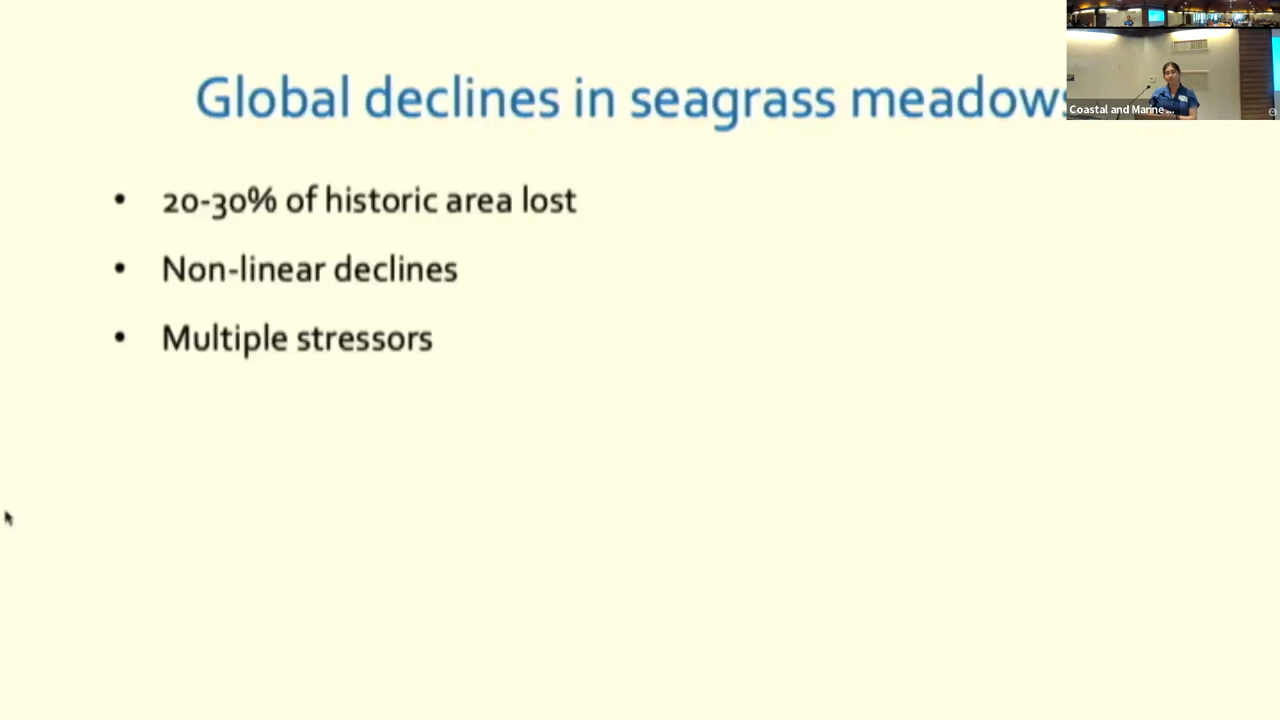 Global declines in seagrass meadows
Coastal and Marine ...
• 20-30% of historic area lost
• Non-linear declines
• Multiple stressors